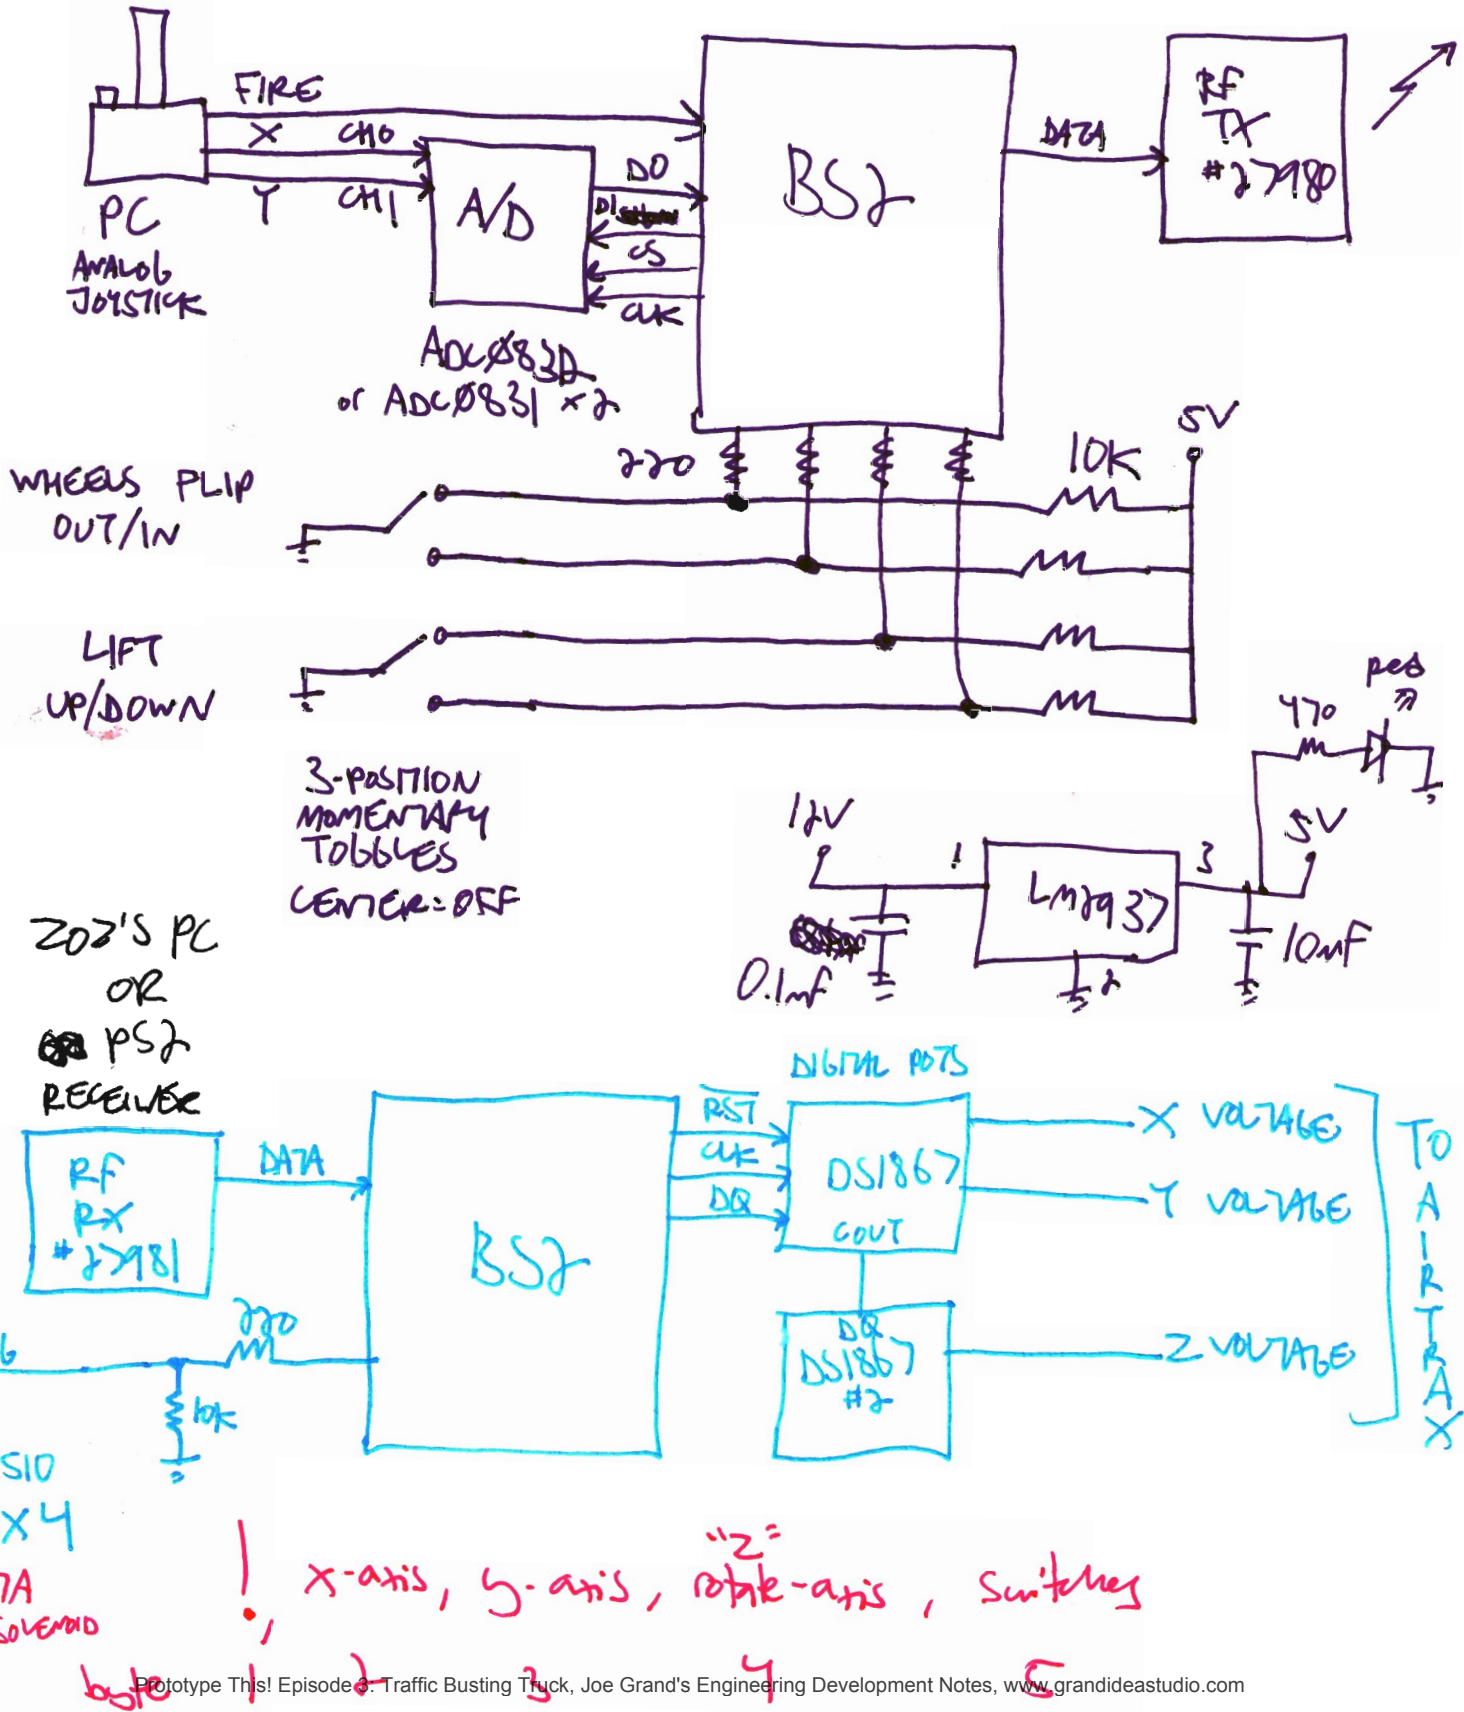 FIRE
X CH0
Y CH1
PC
ANALOG
JOYSTICK
A/D
DO
DI
CS
CLK
ADCØ832
or ADCØ831 x2
BS2
DATA
RF
TX
#27980
220
10K
5V
WHEELS FLIP
OUT/IN
LIFT
UP/DOWN
3-POSITION
MOMENTARY
TOGGLES
CENTER=OFF
470
RED
12V
1
LM2937
3
5V
2
0.1mF
10mF
ZOZ'S PC
OR
PS2
RECEIVER
RF
RX
#27981
DATA
BS2
220
10K
RST
CLK
DQ
DIGITAL POTS
DS1867
COUT
DQ
DS1867
#2
X VOLTAGE
Y VOLTAGE
Z VOLTAGE
TO
AIRTRAX
SIO
X4
SOLENOID
"Z"
!, x-axis, y-axis, rotate-axis, switches
byte 1 2 3 4 5
Prototype This! Episode 3: Traffic Busting Truck, Joe Grand's Engineering Development Notes, www.grandideastudio.com